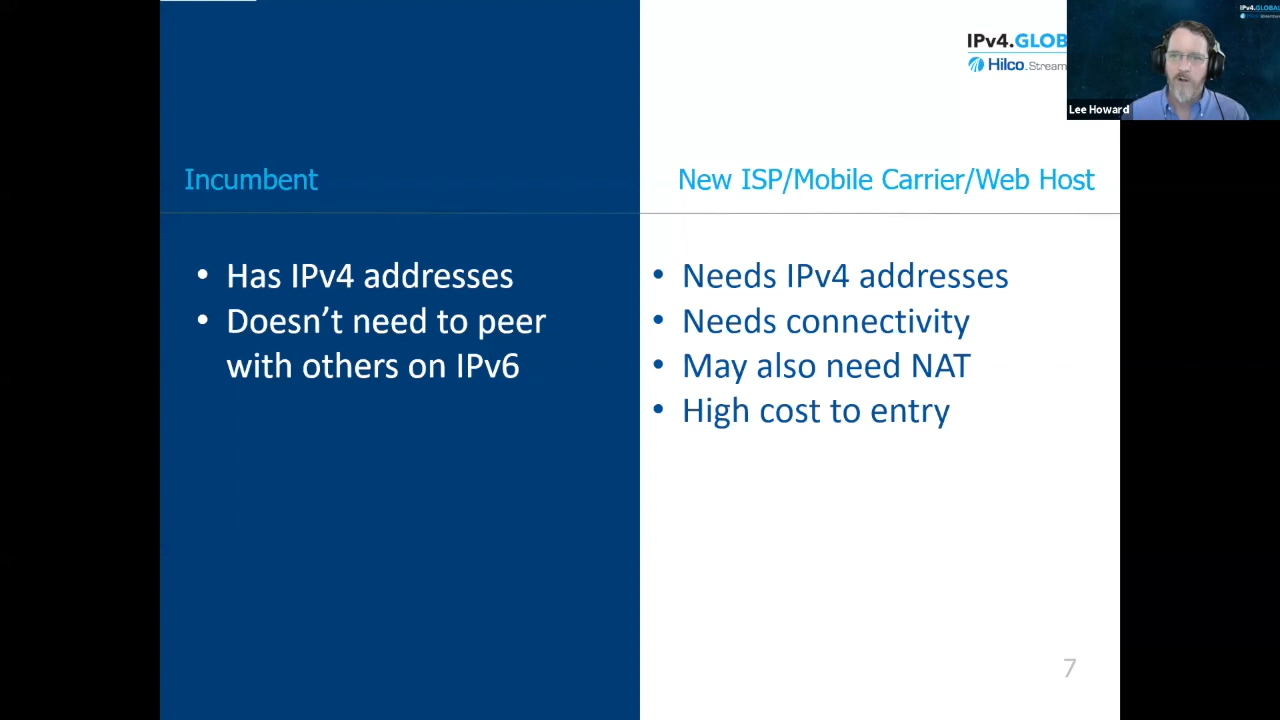 IPv4.GLOB
Hilco Stream
IPv4.GLOBAL
Lee Howard
Incumbent
• Has IPv4 addresses
• Doesn’t need to peer
with others on IPv6
New ISP/Mobile Carrier/Web Host
• Needs IPv4 addresses
• Needs connectivity
• May also need NAT
• High cost to entry
7